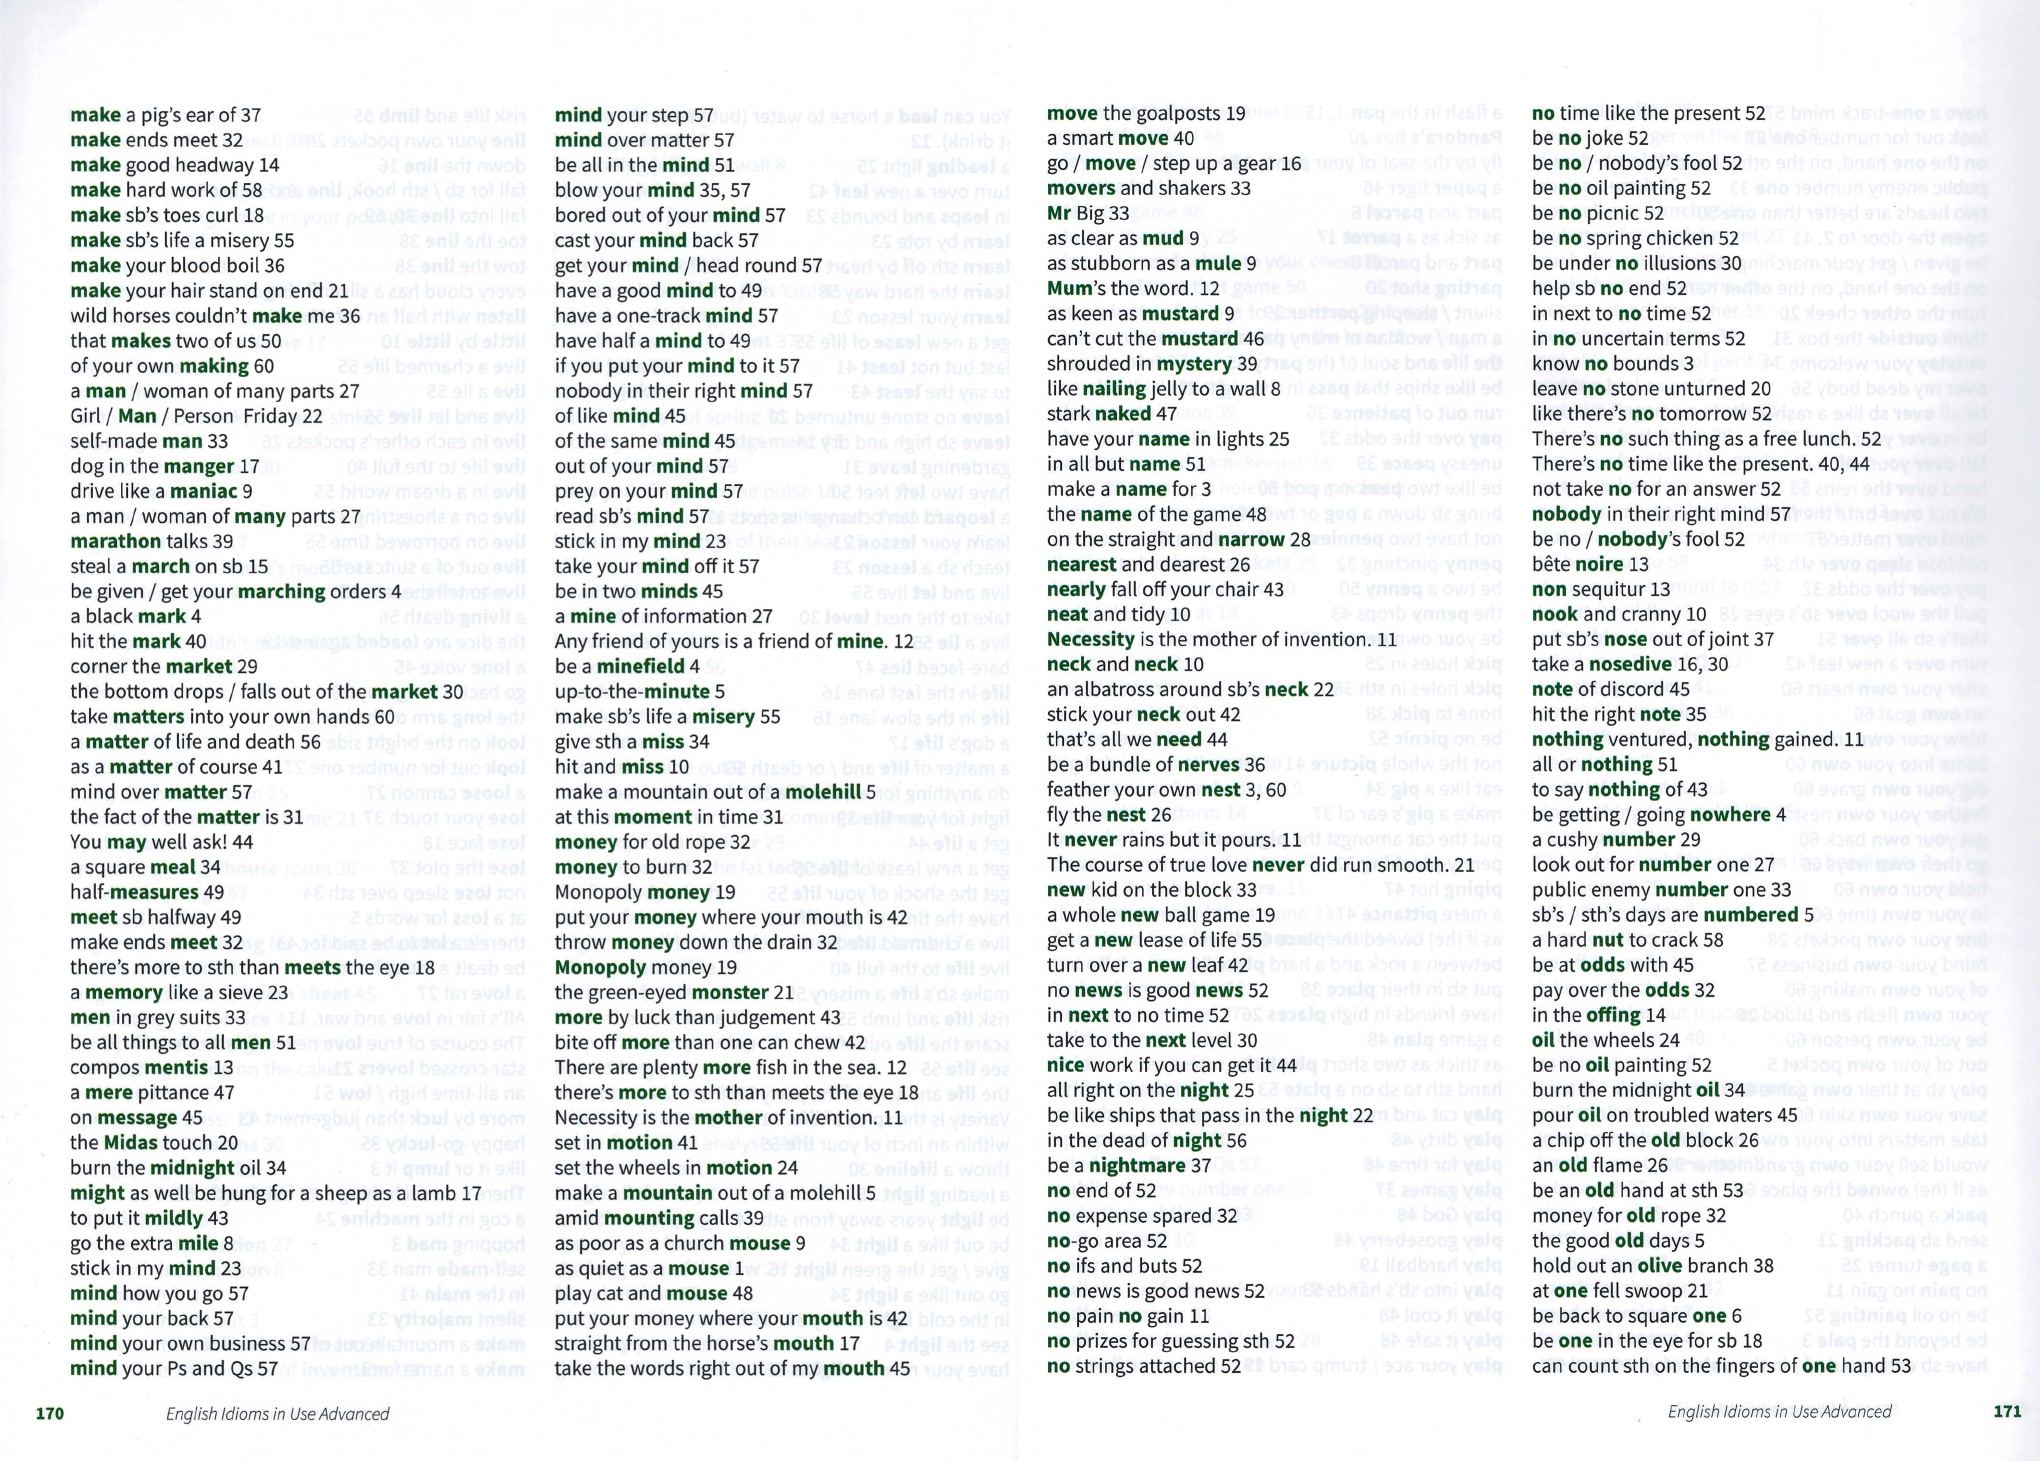 make a pig's ear of 37
make ends meet 32
make good headway 14
make hard work of 58
make sb's toes curl 18
make sb's life a misery 55
make your blood boil 36
make your hair stand on end 21
wild horses couldn't make me 36
that makes two of us 50
of your own making 60
a man / woman of many parts 27
Girl / Man / Person Friday 22
self-made man 33
dog in the manger 17
drive like a maniac 9
a man / woman of many parts 27
marathon talks 39
steal a march on sb 15
be given / get your marching orders 4
a black mark 4
hit the mark 40
corner the market 29
the bottom drops / falls out of the market 30
take matters into your own hands 60
a matter of life and death 56
as a matter of course 41
mind over matter 57
the fact of the matter is 31
You may well ask! 44
a square meal 34
half-measures 49
meet sb halfway 49
make ends meet 32
there's more to sth than meets the eye 18
a memory like a sieve 23
men in grey suits 33
be all things to all men 51
compos mentis 13
a mere pittance 47
on message 45
the Midas touch 20
burn the midnight oil 34
might as well be hung for a sheep as a lamb 17
to put it mildly 43
go the extra mile 8
stick in my mind 23
mind how you go 57
mind your back 57
mind your own business 57
mind your Ps and Qs 57
mind your step 57
mind over matter 57
be all in the mind 51
blow your mind 35, 57
bored out of your mind 57
cast your mind back 57
get your mind / head round 57
have a good mind to 49
have a one-track mind 57
have half a mind to 49
if you put your mind to it 57
nobody in their right mind 57
of like mind 45
of the same mind 45
out of your mind 57
prey on your mind 57
read sb's mind 57
stick in my mind 23
take your mind off it 57
be in two minds 45
a mine of information 27
Any friend of yours is a friend of mine. 12
be a minefield 4
up-to-the-minute 5
make sb's life a misery 55
give sth a miss 34
hit and miss 10
make a mountain out of a molehill 5
at this moment in time 31
money for old rope 32
money to burn 32
Monopoly money 19
put your money where your mouth is 42
throw money down the drain 32
Monopoly money 19
the green-eyed monster 21
more by luck than judgement 43
bite off more than one can chew 42
There are plenty more fish in the sea. 12
there's more to sth than meets the eye 18
Necessity is the mother of invention. 11
set in motion 41
set the wheels in motion 24
make a mountain out of a molehill 5
amid mounting calls 39
as poor as a church mouse 9
as quiet as a mouse 1
play cat and mouse 48
put your money where your mouth is 42
straight from the horse's mouth 17
take the words right out of my mouth 45
170 English Idioms in Use Advanced
move the goalposts 19
a smart move 40
go / move / step up a gear 16
movers and shakers 33
Mr Big 33
as clear as mud 9
as stubborn as a mule 9
Mum's the word. 12
as keen as mustard 9
can't cut the mustard 46
shrouded in mystery 39
like nailing jelly to a wall 8
stark naked 47
have your name in lights 25
in all but name 51
make a name for 3
the name of the game 48
on the straight and narrow 28
nearest and dearest 26
nearly fall off your chair 43
neat and tidy 10
Necessity is the mother of invention. 11
neck and neck 10
an albatross around sb's neck 22
stick your neck out 42
that's all we need 44
be a bundle of nerves 36
feather your own nest 3, 60
fly the nest 26
It never rains but it pours. 11
The course of true love never did run smooth. 21
new kid on the block 33
a whole new ball game 19
get a new lease of life 55
turn over a new leaf 42
no news is good news 52
in next to no time 52
take to the next level 30
nice work if you can get it 44
all right on the night 25
be like ships that pass in the night 22
in the dead of night 56
be a nightmare 37
no end of 52
no expense spared 32
no-go area 52
no ifs and buts 52
no news is good news 52
no pain no gain 11
no prizes for guessing sth 52
no strings attached 52
no time like the present 52
be no joke 52
be no / nobody's fool 52
be no oil painting 52
be no picnic 52
be no spring chicken 52
be under no illusions 30
help sb no end 52
in next to no time 52
in no uncertain terms 52
know no bounds 3
leave no stone unturned 20
like there's no tomorrow 52
There's no such thing as a free lunch. 52
There's no time like the present. 40, 44
not take no for an answer 52
nobody in their right mind 57
be no / nobody's fool 52
bête noire 13
non sequitur 13
nook and cranny 10
put sb's nose out of joint 37
take a nosedive 16, 30
note of discord 45
hit the right note 35
nothing ventured, nothing gained. 11
all or nothing 51
to say nothing of 43
be getting / going nowhere 4
a cushy number 29
look out for number one 27
public enemy number one 33
sb's / sth's days are numbered 5
a hard nut to crack 58
be at odds with 45
pay over the odds 32
in the offing 14
oil the wheels 24
be no oil painting 52
burn the midnight oil 34
pour oil on troubled waters 45
a chip off the old block 26
an old flame 26
be an old hand at sth 53
money for old rope 32
the good old days 5
hold out an olive branch 38
at one fell swoop 21
be back to square one 6
be one in the eye for sb 18
can count sth on the fingers of one hand 53
English Idioms in Use Advanced 171